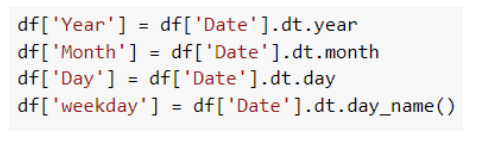 df['Year'] = df['Date'].dt.year
df['Month'] = df['Date'].dt.month
df['Day'] = df['Date'].dt.day
df['weekday'] = df['Date'].dt.day_name()